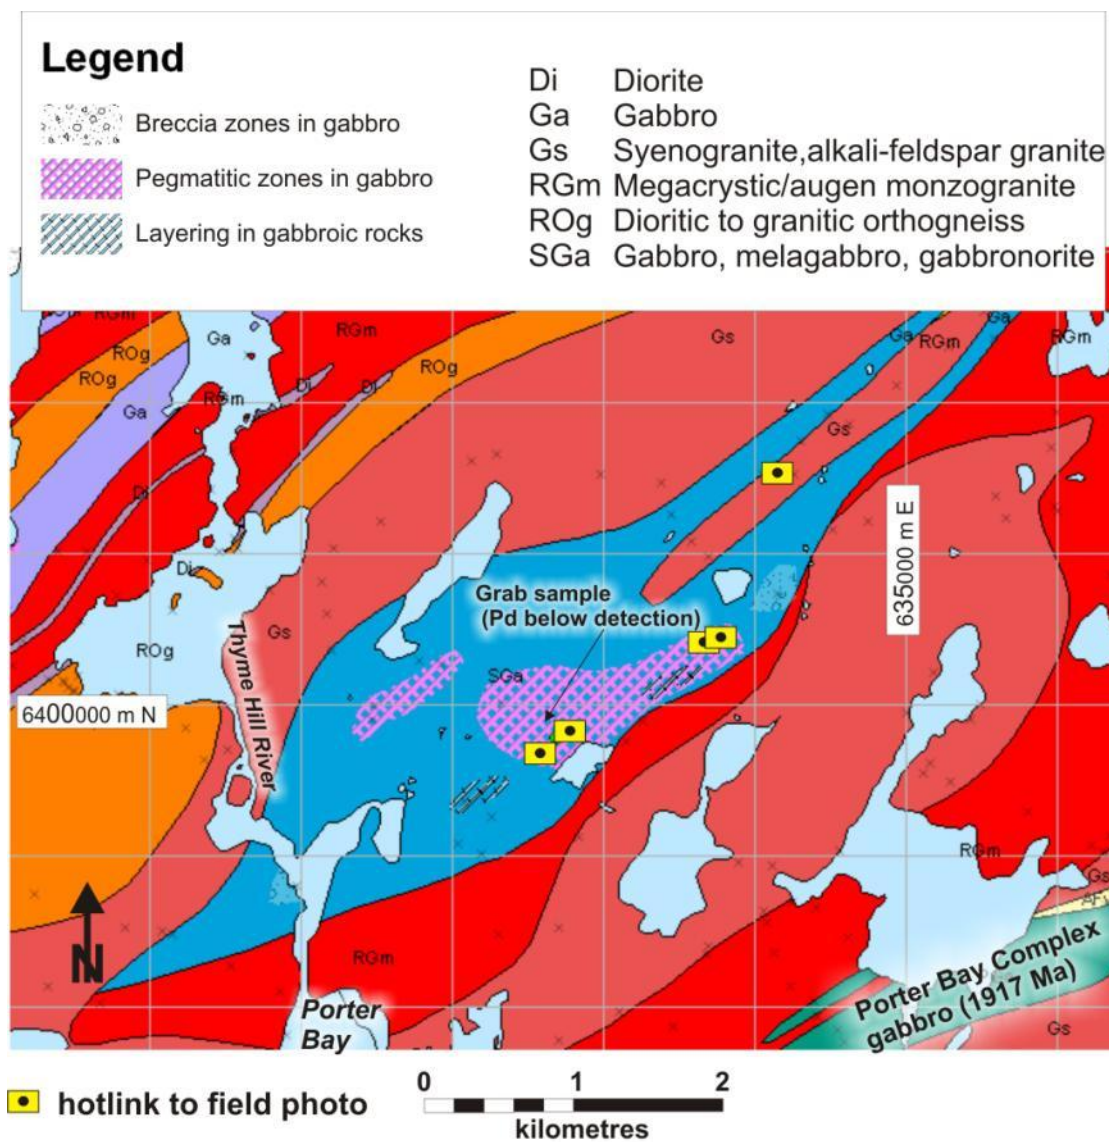 Legend
Breccia zones in gabbro
Pegmatitic zones in gabbro
Layering in gabbroic rocks
Di Diorite
Ga Gabbro
Gs Syenogranite,alkali-feldspar granite
RGm Megacrystic/augen monzogranite
ROg Dioritic to granitic orthogneiss
SGa Gabbro, melagabbro, gabbronorite
RGm
Ga
RGm
Gs
Ga
RGm
Ga
RGm
ROg
ROg
ROg
Di
Di
Ga
RGm
Gs
Di
635000 m E
Di
Grab sample
(Pd below detection)
Gs
ROg
Thyme Hill River
SGa
6400000 m N
RGm
Gs
RGm
N
Porter
Bay
Porter Bay Complex
gabbro (1917 Ma)
Gs
hotlink to field photo
0 1 2
kilometres